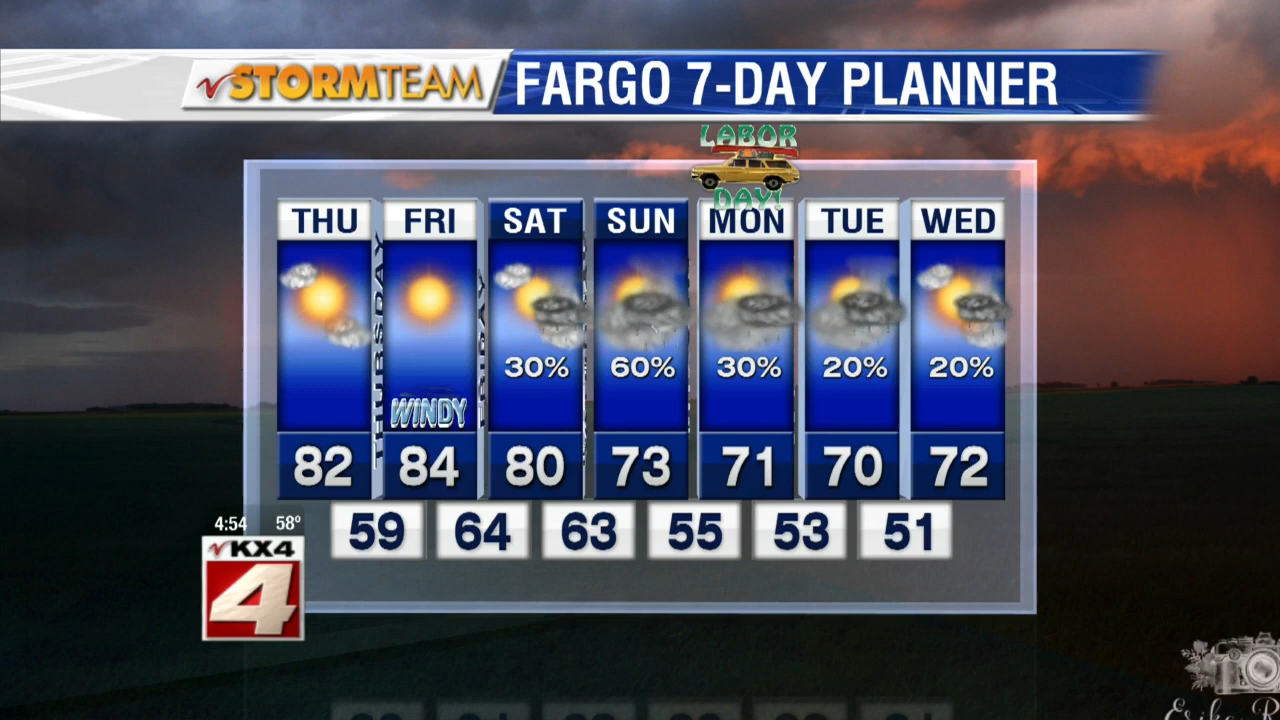 STORMTEAM
FARGO 7-DAY PLANNER
LABOR
DAY!
THU FRI SAT SUN MON TUE WED
THURSDAY
FRIDAY
30% 60% 30% 20% 20%
WINDY
82 84 80 73 71 70 72
59 64 63 55 53 51
4:54 58°
KX4
4